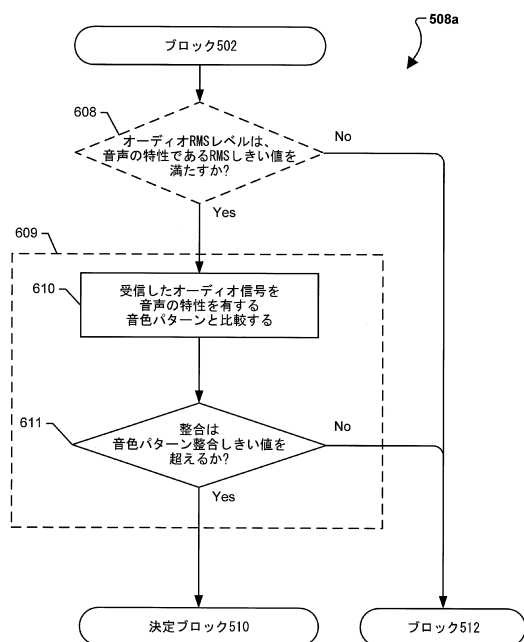 508a
ブロック502
608
オーディオRMSレベルは、
音声の特性であるRMSしきい値を
満たすか?
No
Yes
609
610
受信したオーディオ信号を
音声の特性を有する
音色パターンと比較する
611
整合は
音色パターン整合しきい値を
超えるか?
No
Yes
決定ブロック510
ブロック512